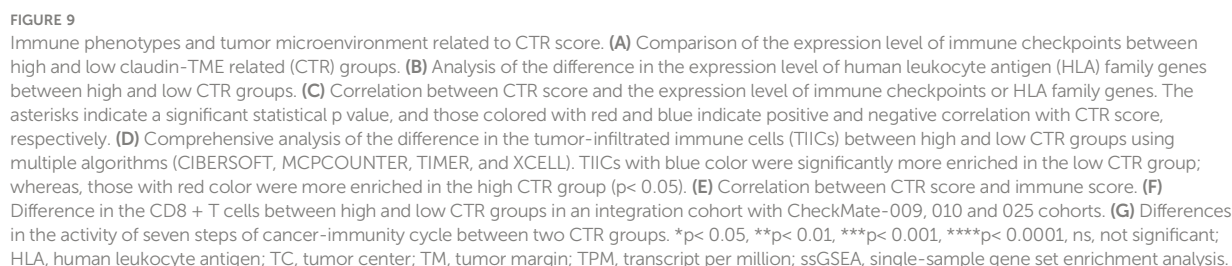 FIGURE 9
Immune phenotypes and tumor microenvironment related to CTR score. (A) Comparison of the expression level of immune checkpoints between
high and low claudin-TME related (CTR) groups. (B) Analysis of the difference in the expression level of human leukocyte antigen (HLA) family genes
between high and low CTR groups. (C) Correlation between CTR score and the expression level of immune checkpoints or HLA family genes. The
asterisks indicate a significant statistical p value, and those colored with red and blue indicate positive and negative correlation with CTR score,
respectively. (D) Comprehensive analysis of the difference in the tumor-infiltrated immune cells (TIICs) between high and low CTR groups using
multiple algorithms (CIBERSOFT, MCPCOUNTER, TIMER, and XCELL). TIICs with blue color were significantly more enriched in the low CTR group;
whereas, those with red color were more enriched in the high CTR group (p< 0.05). (E) Correlation between CTR score and immune score. (F)
Difference in the CD8 + T cells between high and low CTR groups in an integration cohort with CheckMate-009, 010 and 025 cohorts. (G) Differences
in the activity of seven steps of cancer-immunity cycle between two CTR groups. *p< 0.05, **p< 0.01, ***p< 0.001, ****p< 0.0001, ns, not significant;
HLA, human leukocyte antigen; TC, tumor center; TM, tumor margin; TPM, transcript per million; ssGSEA, single-sample gene set enrichment analysis.